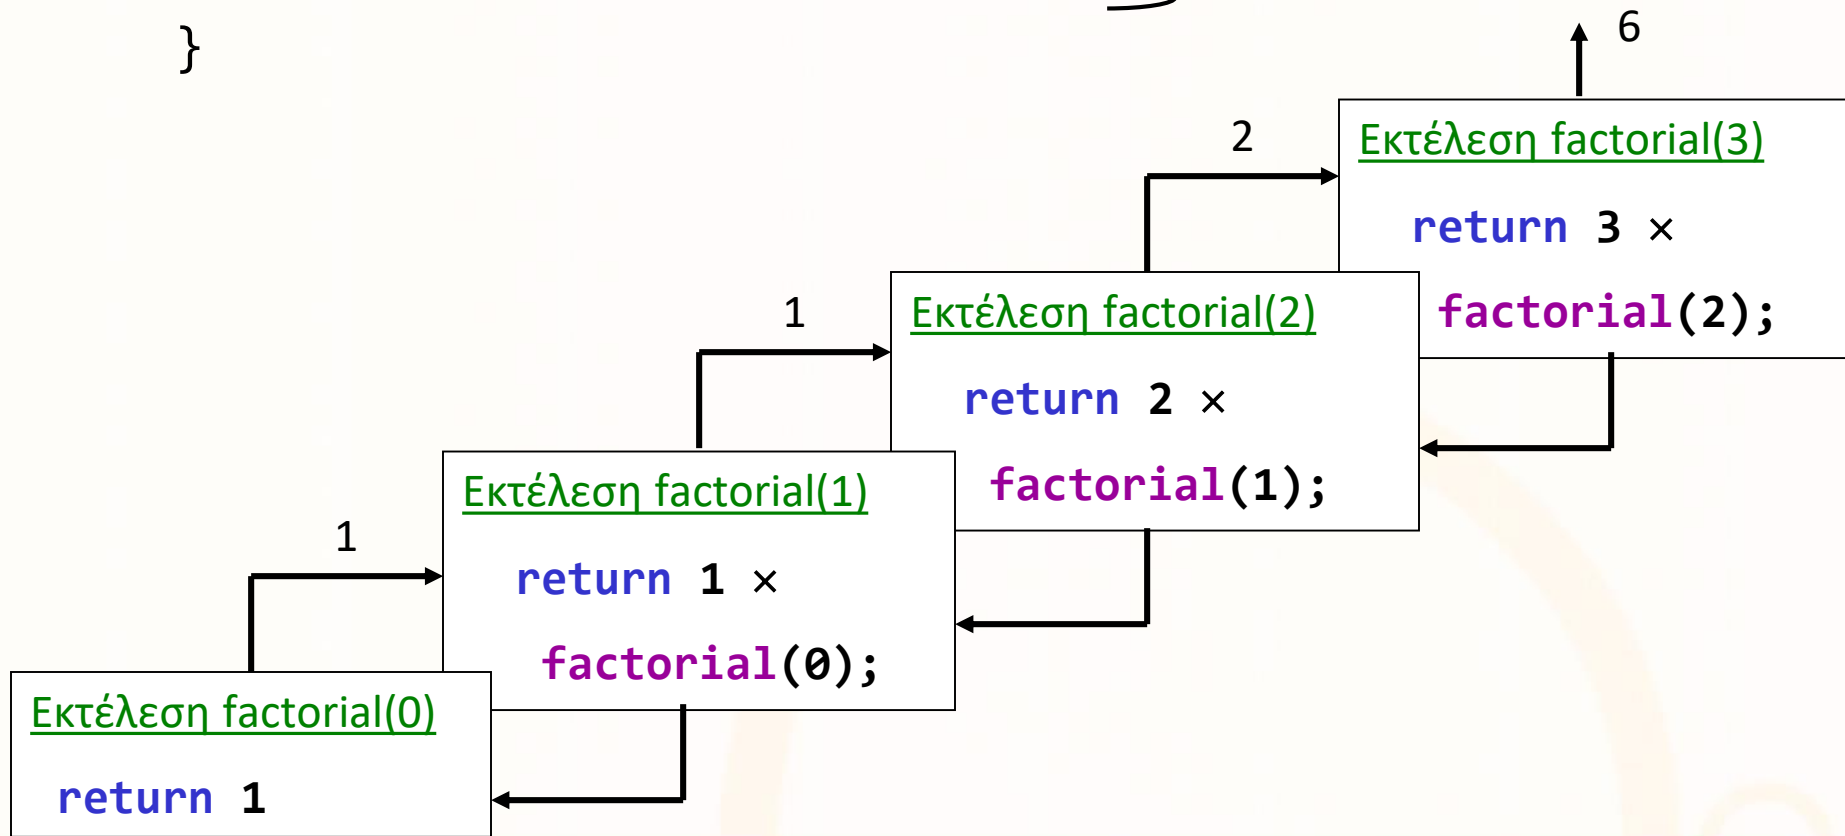 }
6
Εκτέλεση factorial(3)
return 3 ×
factorial(2);
2
Εκτέλεση factorial(2)
return 2 ×
factorial(1);
1
Εκτέλεση factorial(1)
return 1 ×
factorial(0);
1
Εκτέλεση factorial(0)
return 1